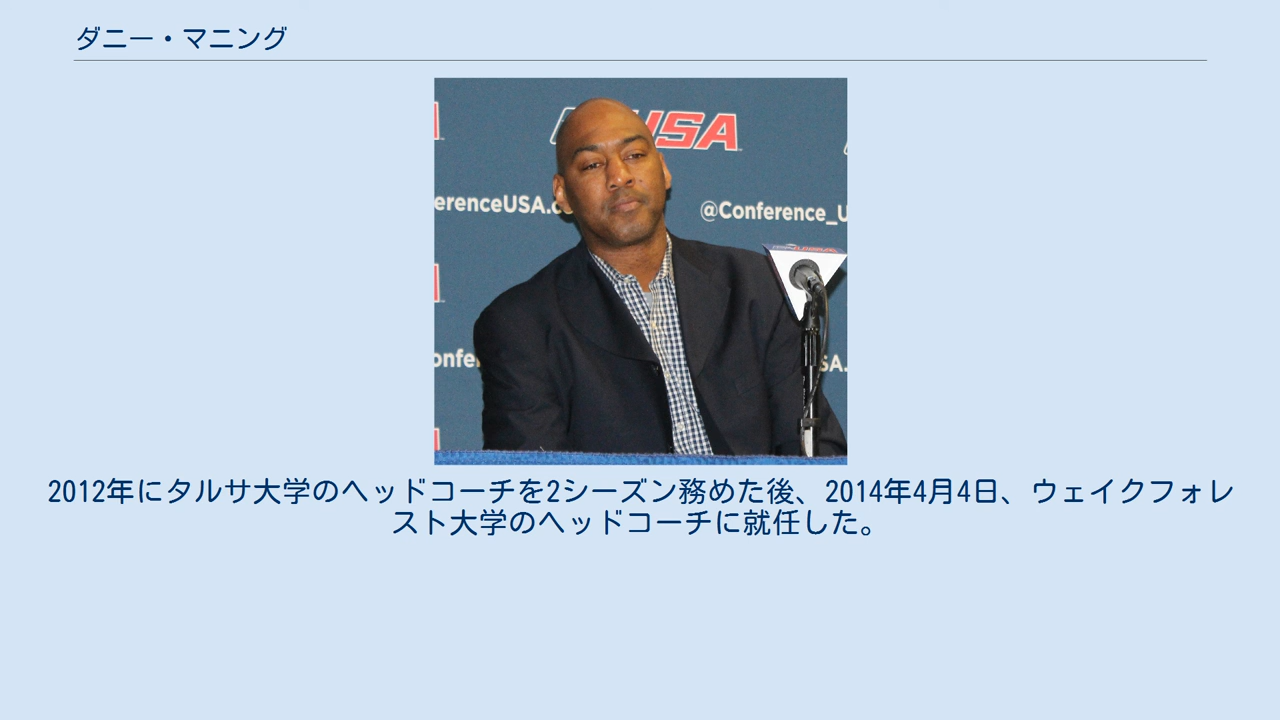 ダニー・マニング
USA
erenceUSA.c
@Conference_U
onfe
SA.
2012年にタルサ大学のヘッドコーチを2シーズン務めた後、2014年4月4日、ウェイクフォレ
スト大学のヘッドコーチに就任した。